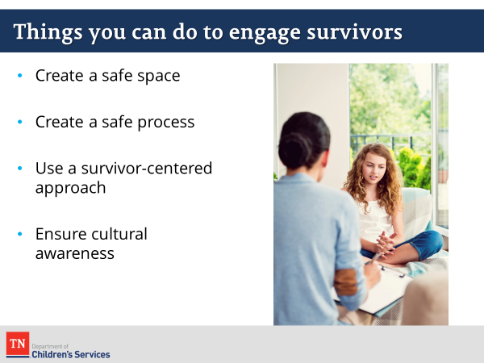 Things you can do to engage survivors
• Create a safe space
• Create a safe process
• Use a survivor-centered
approach
• Ensure cultural
awareness
TN
Department of
Children's Services